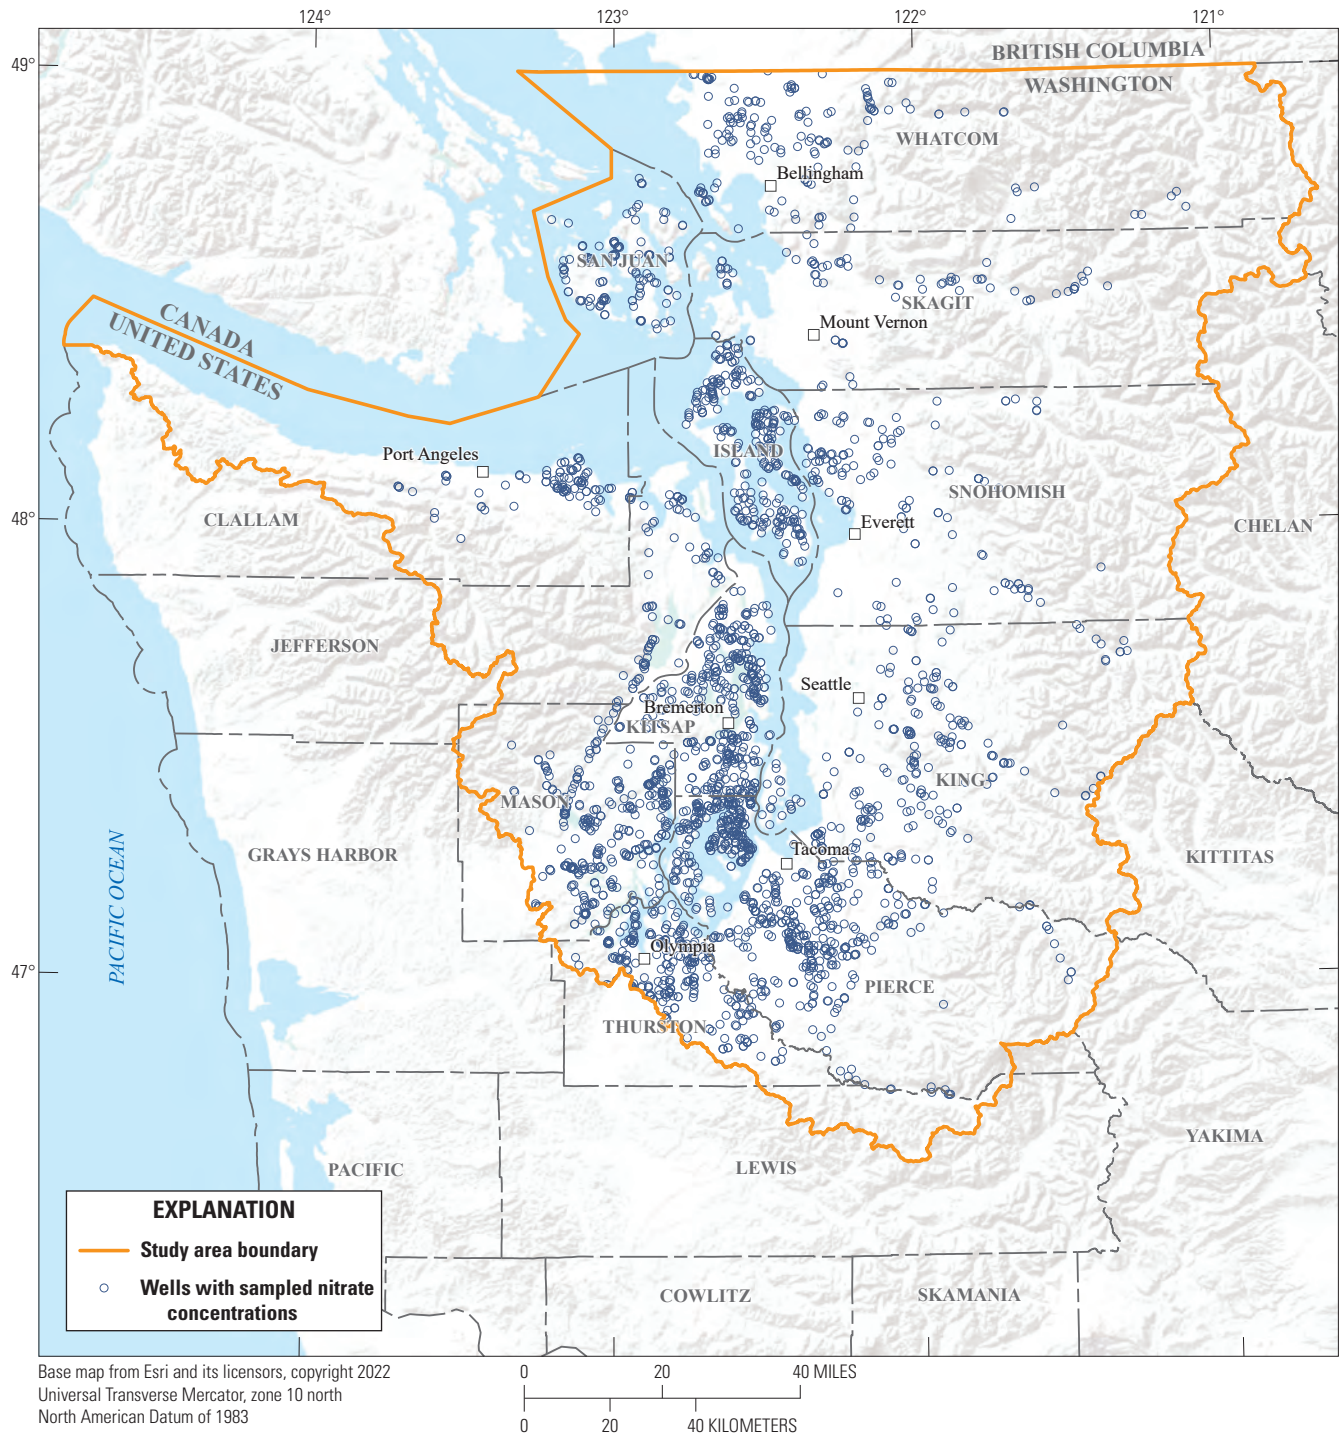 124°
123°
122°
121°
49°
BRITISH COLUMBIA
WASHINGTON
WHATCOM
Bellingham
SAN JUAN
SKAGIT
CANADA
UNITED STATES
Mount Vernon
Port Angeles
ISLAND
SNOHOMISH
48°
CLALLAM
Everett
CHELAN
JEFFERSON
Seattle
Bremerton
KITSAP
MASON
KING
PACIFIC OCEAN
GRAYS HARBOR
Tacoma
KITTITAS
Olympia
47°
PIERCE
THURSTON
YAKIMA
PACIFIC
LEWIS
EXPLANATION
Study area boundary
Wells with sampled nitrate
concentrations
COWLITZ
SKAMANIA
Base map from Esri and its licensors, copyright 2022
Universal Transverse Mercator, zone 10 north
North American Datum of 1983
0 20 40 MILES
0 20 40 KILOMETERS